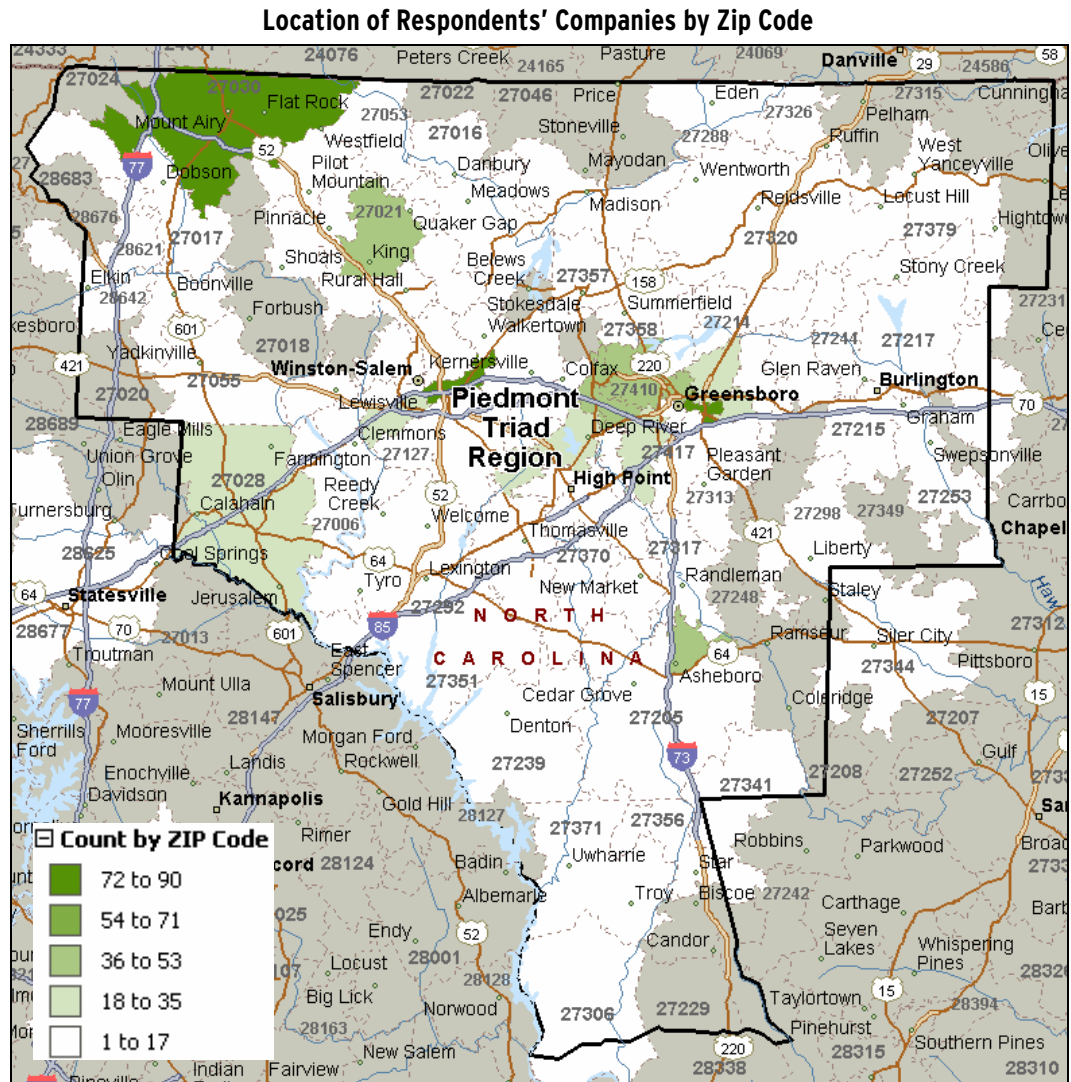 Location of Respondents' Companies by Zip Code
24333
24076
Peters Creek
24165
Pasture
24069
Danville
29
24586
58
27024
27030
Flat Rock
27053
27022
27046
Price
Eden
27326
27315
Cunningha
Pelham
Mount Airy
Westfield
27016
Stoneville
27288
Ruffin
52
77
Pilot
Mountain
Danbury
Mayodan
Wentworth
West
Yanceyville
Olive
28683
Dobson
Meadows
Madison
Reidsville
Locust Hill
28676
Pinnacle
27021
Quaker Gap
Hightowe
28621
27017
King
27320
27379
Shoals
Elkin
Rural Hall
Belews
Creek
27357
158
Stony Creek
28642
Boonville
Stokesdale
Summerfield
27231
Forbush
Walkertown
kesboro
601
27358
27214
27244
27217
Yadkinville
27018
Kernersville
Colfax
220
Glen Raven
421
Winston-Salem
27055
27410
Greensboro
Burlington
27020
Lewisville
Piedmont
Triad
Region
70
Graham
28689
Eagle Mills
Clemmons
Deep River
27215
Union Grove
27127
27417
Pleasant
Garden
Swepsonville
Olin
Farmington
27028
Calahaln
Reedy
Creek
High Point
27313
27253
52
27298
27349
Carrbo
Turnersburg
27006
Welcome
Thomasville
421
Chapel
28625
Cool Springs
27370
27317
Liberty
64
Tyro
Lexington
New Market
Randleman
27248
Staley
64
Statesville
Jerusalem
27292
NORTH
Haw
28677
70
27013
601
85
Ramseur
Siler City
27312
Troutman
East
Spencer
CAROLINA
64
27344
Pittsboro
77
Mount Ulla
27351
Asheboro
15
Salisbury
Cedar Grove
Coleridge
28147
Denton
27205
27207
Sherrills
Ford
Mooresville
Morgan Ford
73
Gulf
Landis
Rockwell
27239
27208
27252
Enochville
27341
Davidson
Kannapolis
Gold Hill
28127
27371
27356
Robbins
Parkwood
Count by ZIP Code
Rimer
Uwharrie
cord
28124
Badin
Star
72 to 90
Albemarle
Troy
Biscoe
27242
Carthage
54 to 71
Endy
52
Candor
Seven
Lakes
Whispering
Pines
36 to 53
Locust
28001
28128
18 to 35
Big Lick
Norwood
27306
27229
Taylortown
15
28394
28163
Pinehurst
1 to 17
New Salem
220
28315
Southern Pines
Indian
Fairview
28338
28310